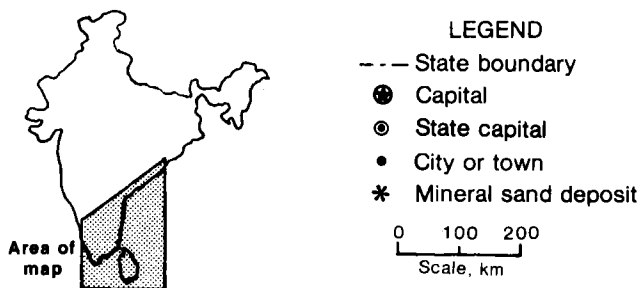 LEGEND
State boundary
Capital
State capital
City or town
Mineral sand deposit
0 100 200
Scale, km
Area of
map